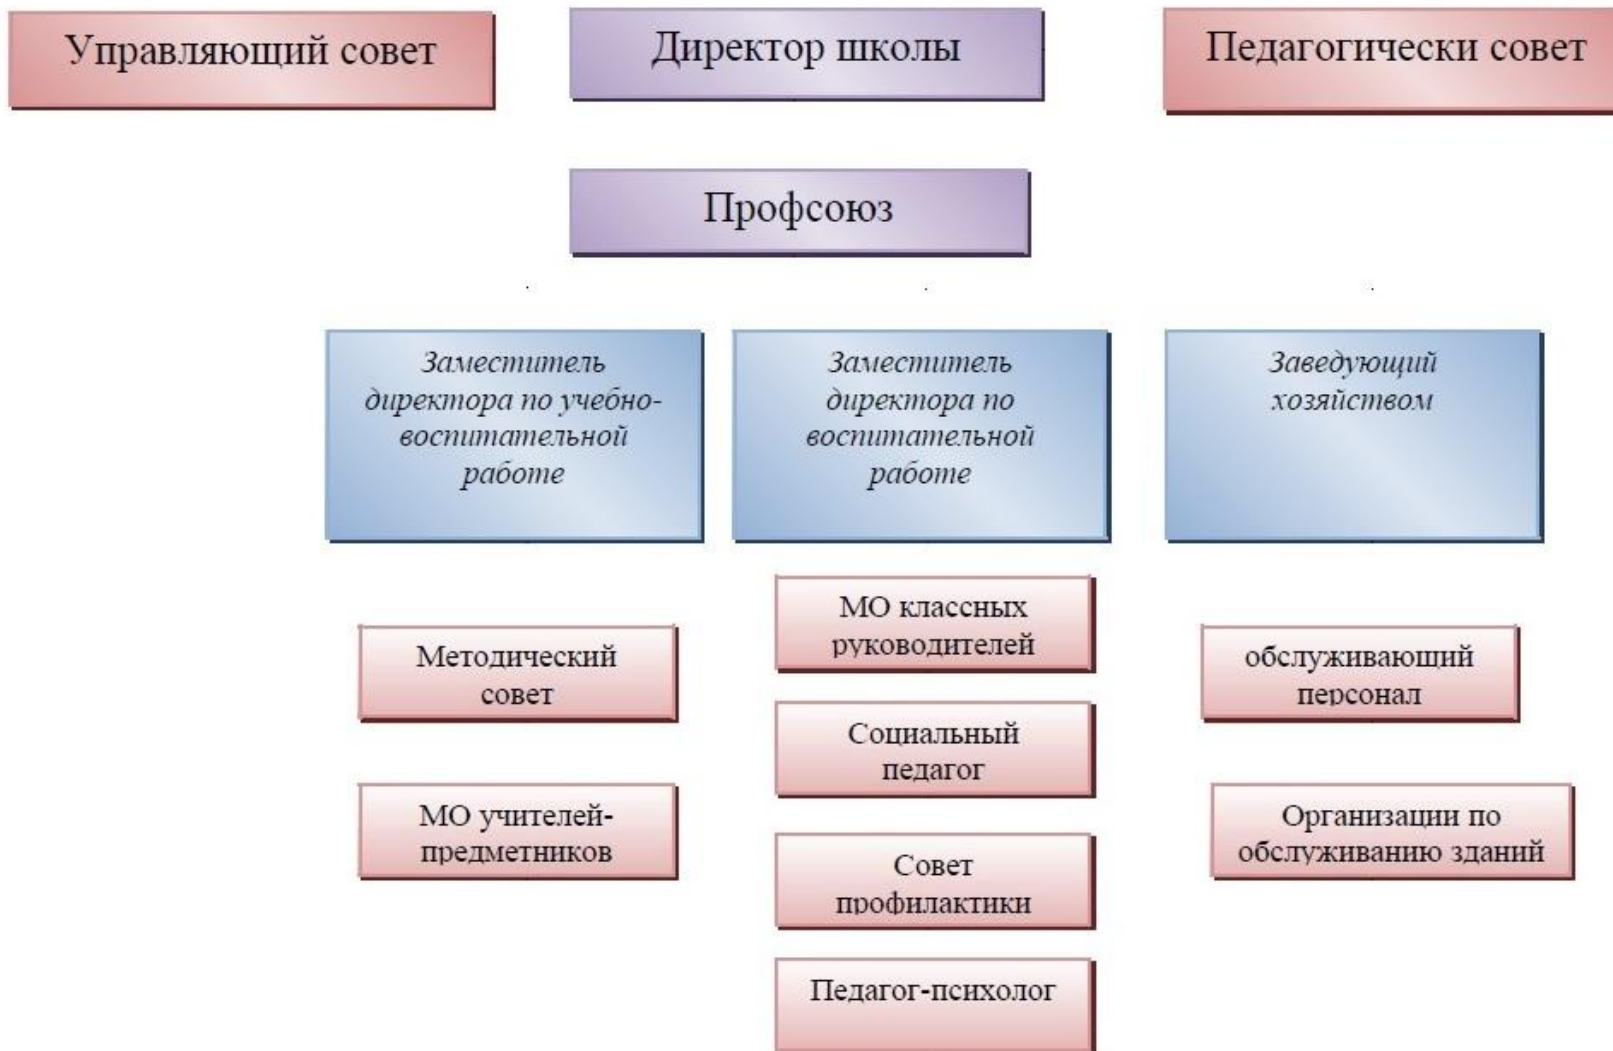 Управляющий совет
Директор школы
Педагогически совет
Профсоюз
Заместитель
директора по учебно-
воспитательной
работе
Заместитель
директора по
воспитательной
работе
Заведующий
хозяйством
Методический
совет
МО учителей-
предметников
МО классных
руководителей
Социальный
педагог
Совет
профилактики
Педагог-психолог
обслуживающий
персонал
Организации по
обслуживанию зданий